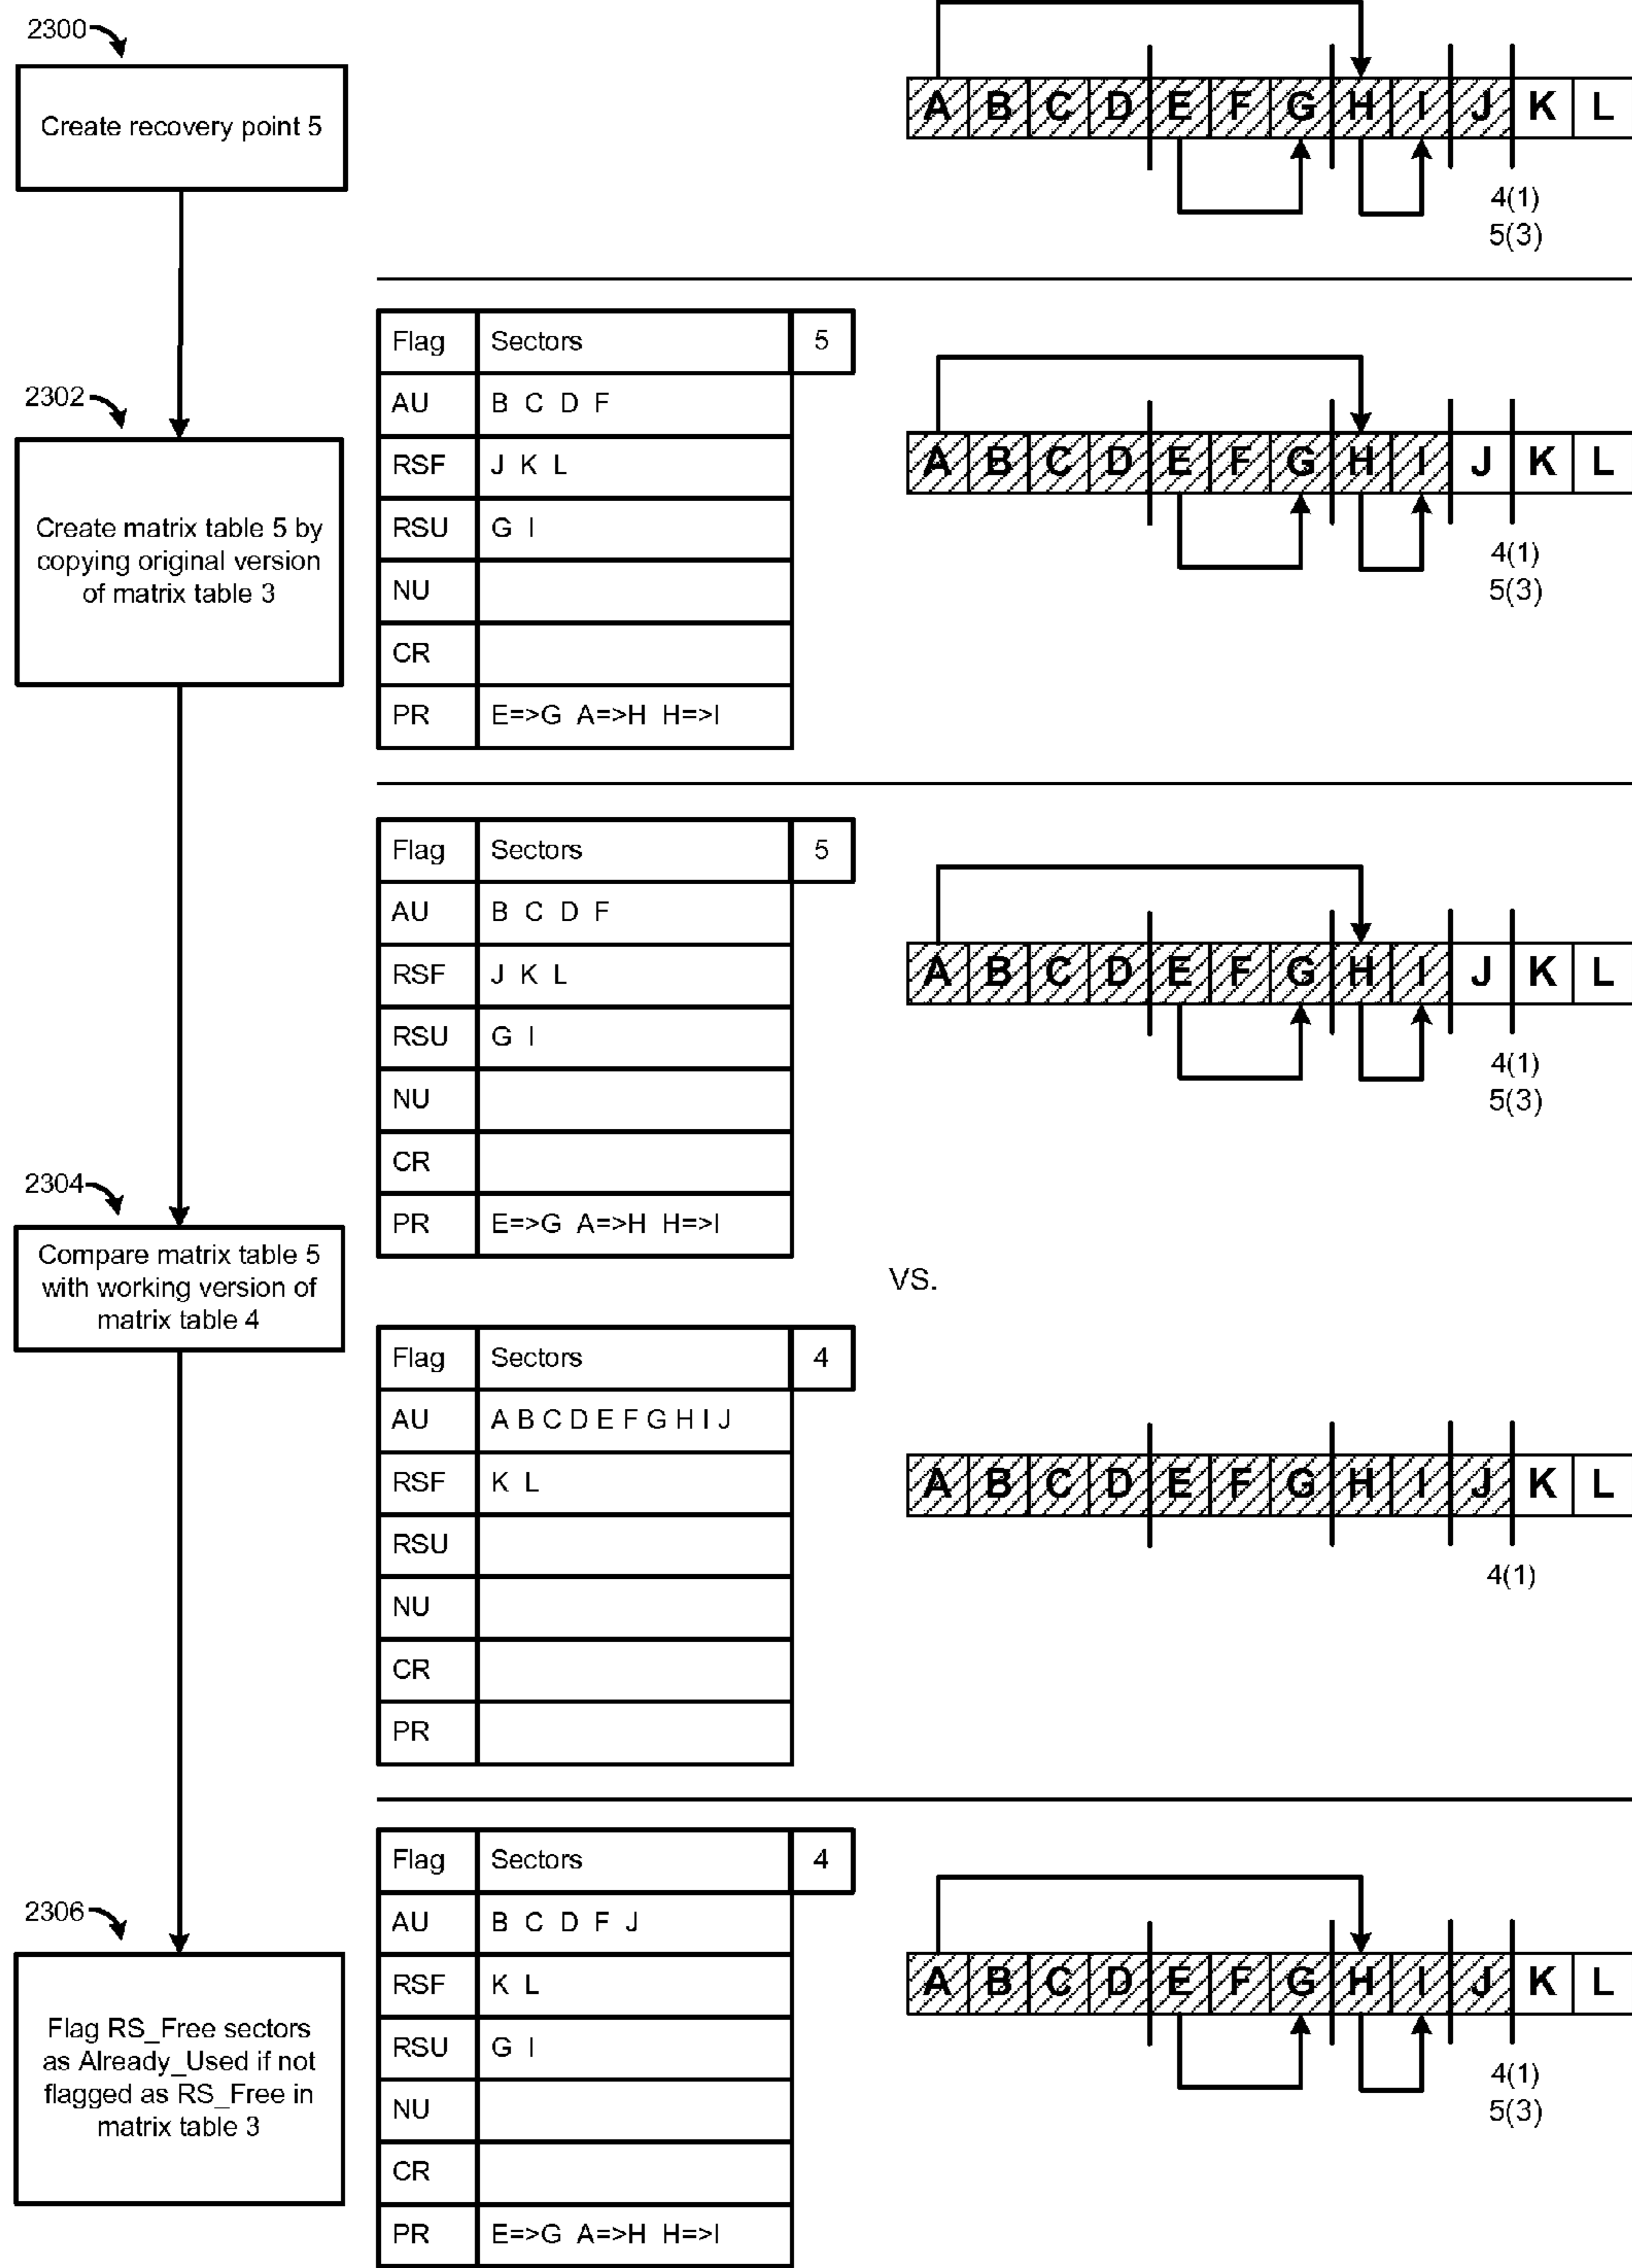 2300
Create recovery point 5
A B C D E F G H I J K L
4(1)
5(3)
2302
Create matrix table 5 by
copying original version
of matrix table 3
Flag Sectors 5
AU B C D F
RSF J K L
RSU G I
NU
CR
PR E=>G A=>H H=>I
A B C D E F G H I J K L
4(1)
5(3)
2304
Compare matrix table 5
with working version of
matrix table 4
Flag Sectors 5
AU B C D F
RSF J K L
RSU G I
NU
CR
PR E=>G A=>H H=>I
A B C D E F G H I J K L
4(1)
5(3)
VS.
Flag Sectors 4
AU A B C D E F G H I J
RSF K L
RSU
NU
CR
PR
A B C D E F G H I J K L
4(1)
2306
Flag RS_Free sectors
as Already_Used if not
flagged as RS_Free in
matrix table 3
Flag Sectors 4
AU B C D F J
RSF K L
RSU G I
NU
CR
PR E=>G A=>H H=>I
A B C D E F G H I J K L
4(1)
5(3)